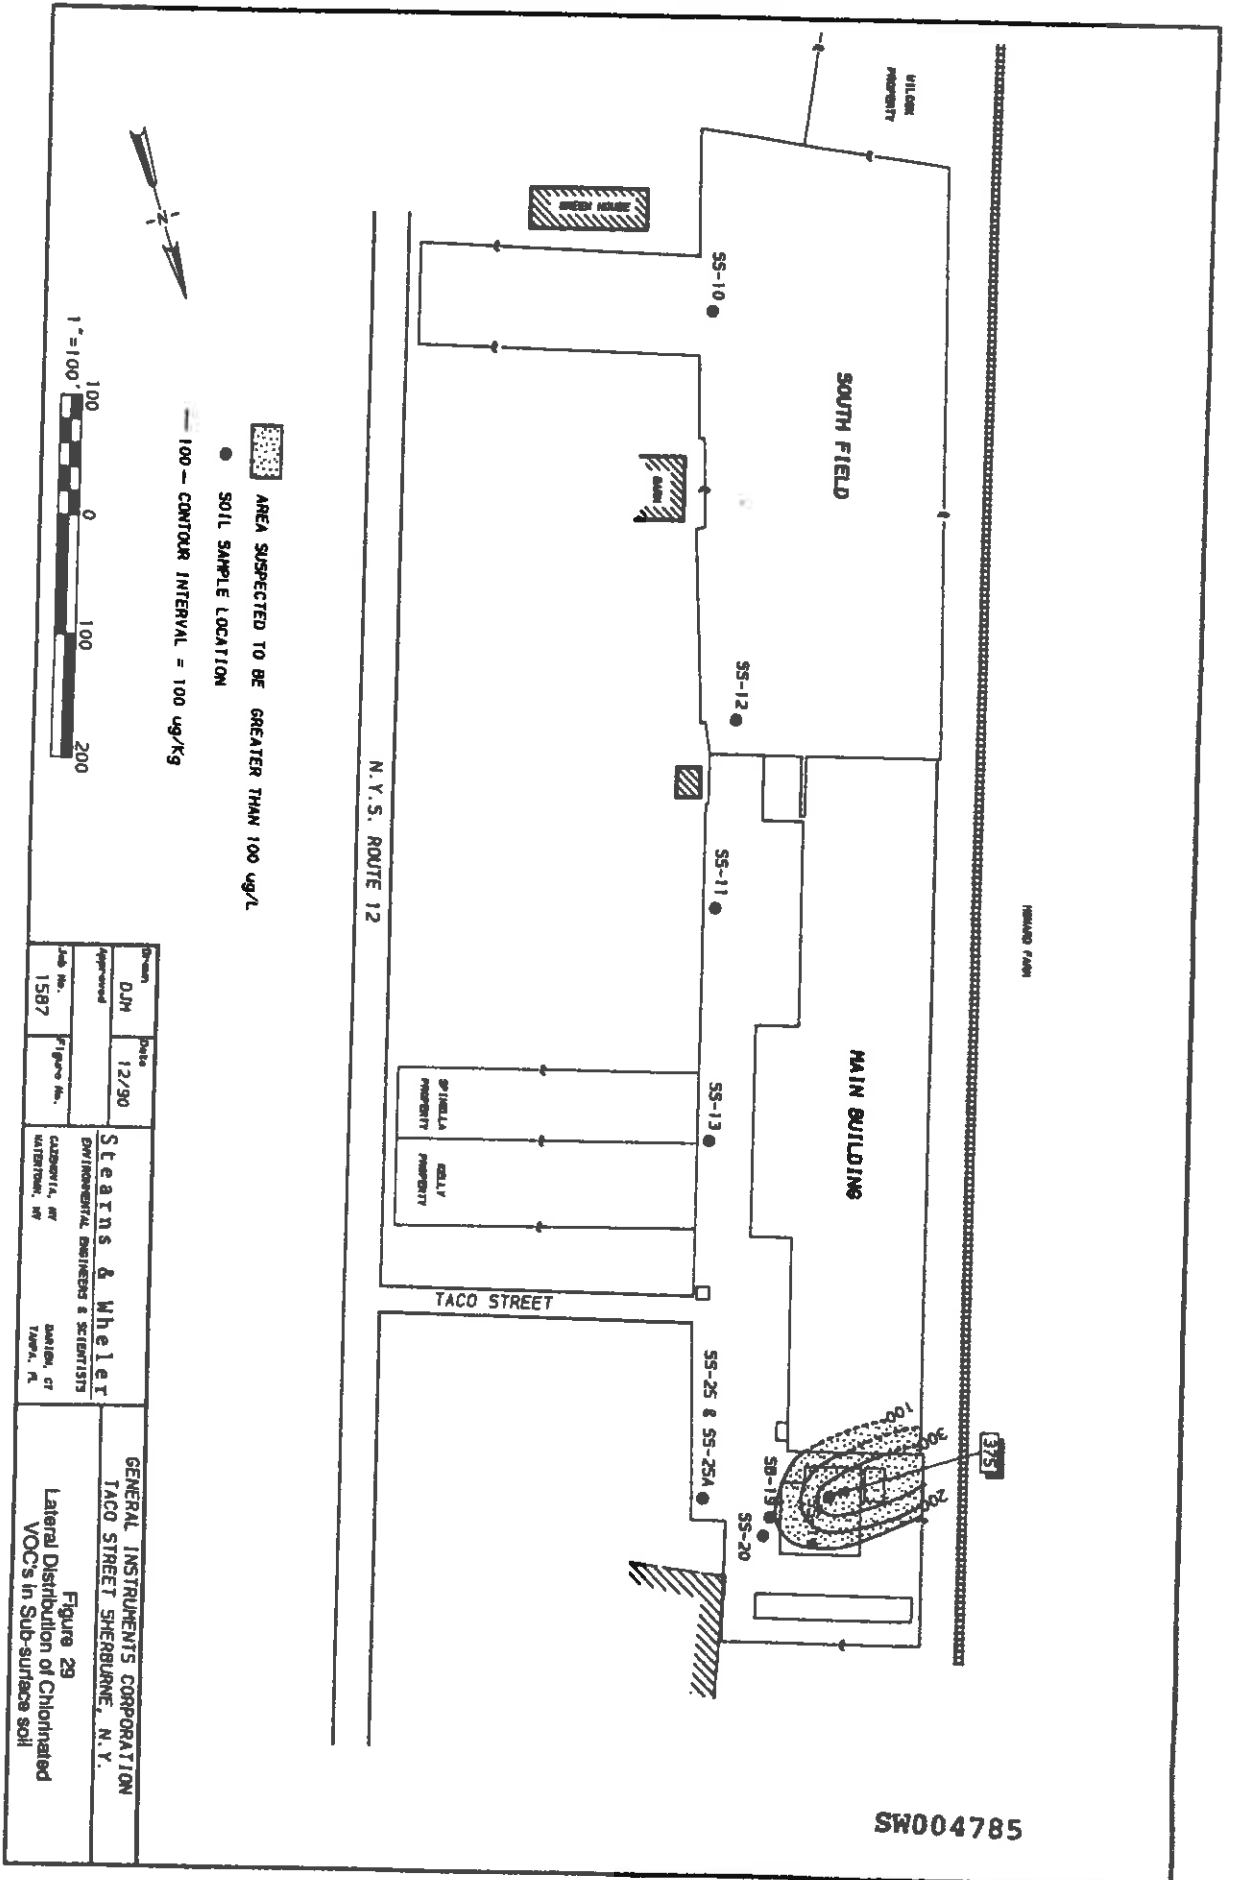 WILCOX
PROPERTY
GREEN HOUSE
SS-10
SOUTH FIELD
BARN
SS-12
HOWARD FARM
SS-11
MAIN BUILDING
SS-13
SPINELLA
PROPERTY
KELLY
PROPERTY
N.Y.S. ROUTE 12
TACO STREET
SS-25 & SS-25A
SB-19
SS-20
100
300
200
375
N
AREA SUSPECTED TO BE GREATER THAN 100 ug/L
SOIL SAMPLE LOCATION
—100— CONTOUR INTERVAL = 100 ug/Kg
1"=100'
100 0 100 200
Drawn
DJM
Date
12/90
Approved
Job No.
1587
Figure No.
Stearns & Wheler
ENVIRONMENTAL ENGINEERS & SCIENTISTS
CAZENOVIA, NY
WATERTOWN, NY
DARIEN, CT
TAMPA, FL
GENERAL INSTRUMENTS CORPORATION
TACO STREET SHERBURNE, N.Y.
Figure 29
Lateral Distribution of Chlorinated
VOC's in Sub-surface soil
SW004785